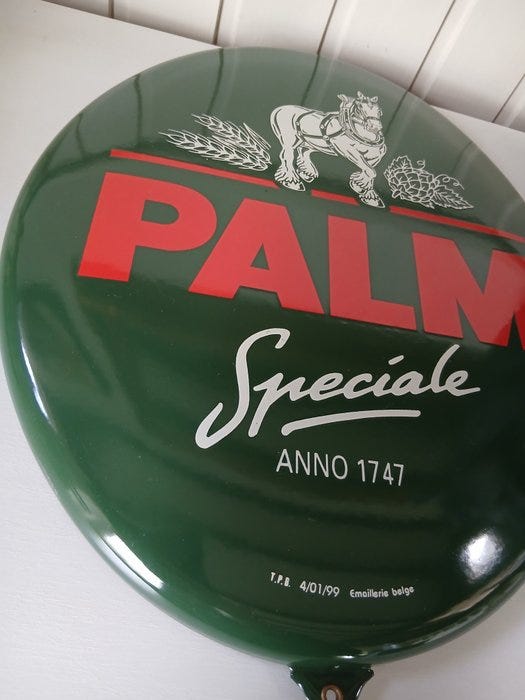 PALM
Speciale
ANNO 1747
T.P.B. 4/01/99 Emaillerie belge